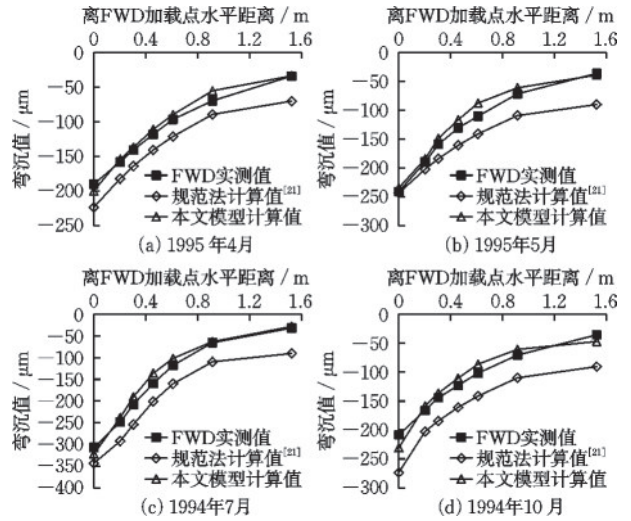 离FWD加载点水平距离 / m
0 0.4 0.8 1.2 1.6
0
−50
−100
−150
−200
−250
弯沉值 / μm
FWD实测值
规范法计算值[21]
本文模型计算值
(a) 1995 年4月
离FWD加载点水平距离 / m
0 0.4 0.8 1.2 1.6
0
−50
−100
−150
−200
−250
−300
弯沉值 / μm
FWD实测值
规范法计算值[21]
本文模型计算值
(b) 1995年5月
离FWD加载点水平距离 / m
0 0.4 0.8 1.2 1.6
0
−50
−100
−150
−200
−250
−300
−350
−400
弯沉值 / μm
FWD实测值
规范法计算值[21]
本文模型计算值
(c) 1994年7月
离FWD加载点水平距离 / m
0 0.4 0.8 1.2 1.6
0
−50
−100
−150
−200
−250
−300
弯沉值 / μm
FWD实测值
规范法计算值[21]
本文模型计算值
(d) 1994年10 月